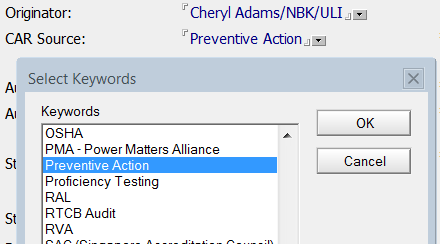 Originator: Cheryl Adams/NBK/ULI
CAR Source: Preventive Action
Select Keywords
Keywords
OSHA
PMA - Power Matters Alliance
Preventive Action
Proficiency Testing
RAL
RTCB Audit
RVA
SAC (Singapore Accreditation Council)
OK
Cancel
Au
Au
St
St